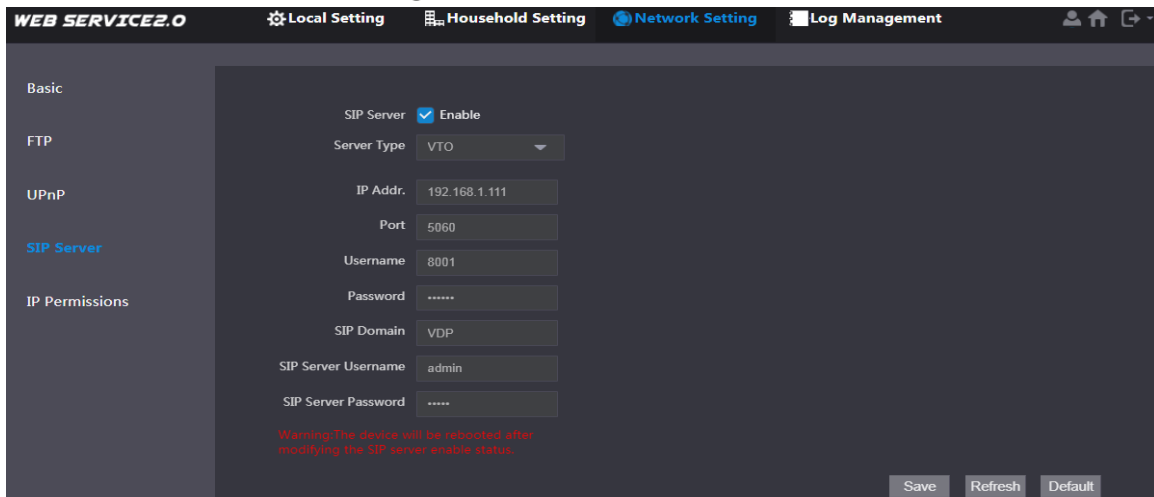 WEB SERVICE2.0 Local Setting Household Setting Network Setting Log Management
Basic
SIP Server Enable
FTP
Server Type VTO
UPnP
IP Addr. 192.168.1.111
Port 5060
SIP Server
Username 8001
IP Permissions
Password ••••••
SIP Domain VDP
SIP Server Username admin
SIP Server Password •••••
Warning:The device will be rebooted after
modifying the SIP server enable status.
Save Refresh Default